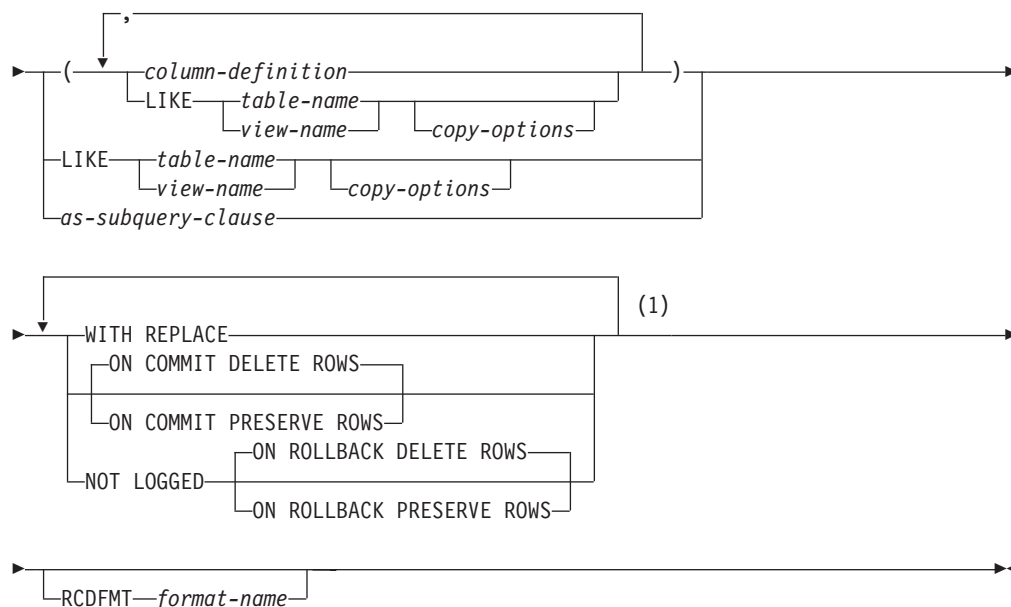 ,
( column-definition )
LIKE table-name
view-name copy-options
LIKE table-name
view-name copy-options
as-subquery-clause
(1)
WITH REPLACE
ON COMMIT DELETE ROWS
ON COMMIT PRESERVE ROWS
ON ROLLBACK DELETE ROWS
NOT LOGGED
ON ROLLBACK PRESERVE ROWS
RCDFMT format-name